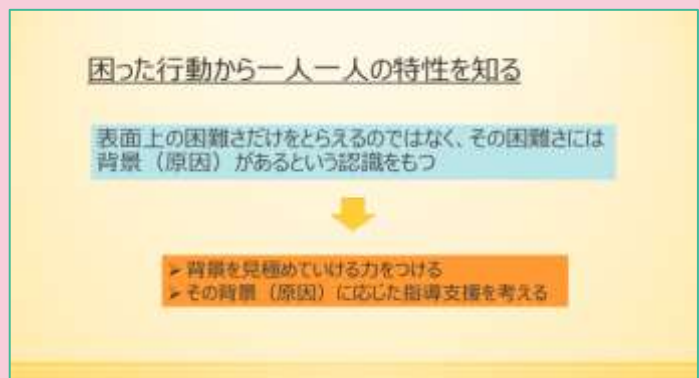 困った行動から一人一人の特性を知る
表面上の困難さだけをとらえるのではなく、その困難さには
背景（原因）があるという認識をもつ
➢背景を見極めていける力をつける
➢その背景（原因）に応じた指導支援を考える